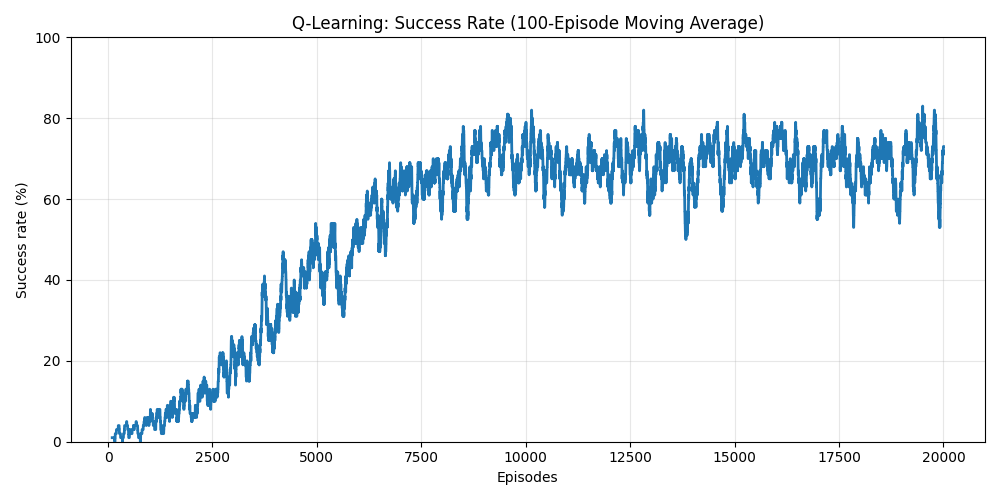 Q-Learning: Success Rate (100-Episode Moving Average)
100
80
60
40
20
0
Success rate (%)
0 2500 5000 7500 10000 12500 15000 17500 20000
Episodes